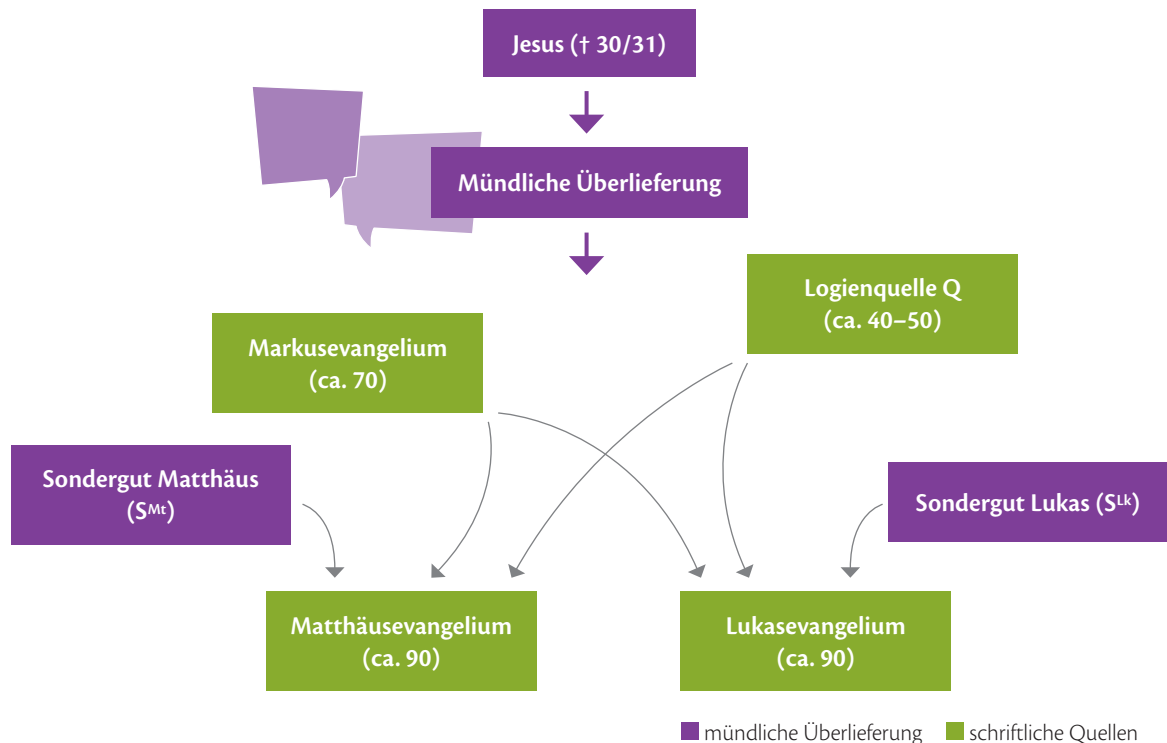 Jesus († 30/31)
Mündliche Überlieferung
Logienquelle Q
(ca. 40–50)
Markusevangelium
(ca. 70)
Sondergut Matthäus
(Sᴹᵗ)
Sondergut Lukas (Sᴸᵏ)
Matthäusevangelium
(ca. 90)
Lukasevangelium
(ca. 90)
mündliche Überlieferung
schriftliche Quellen